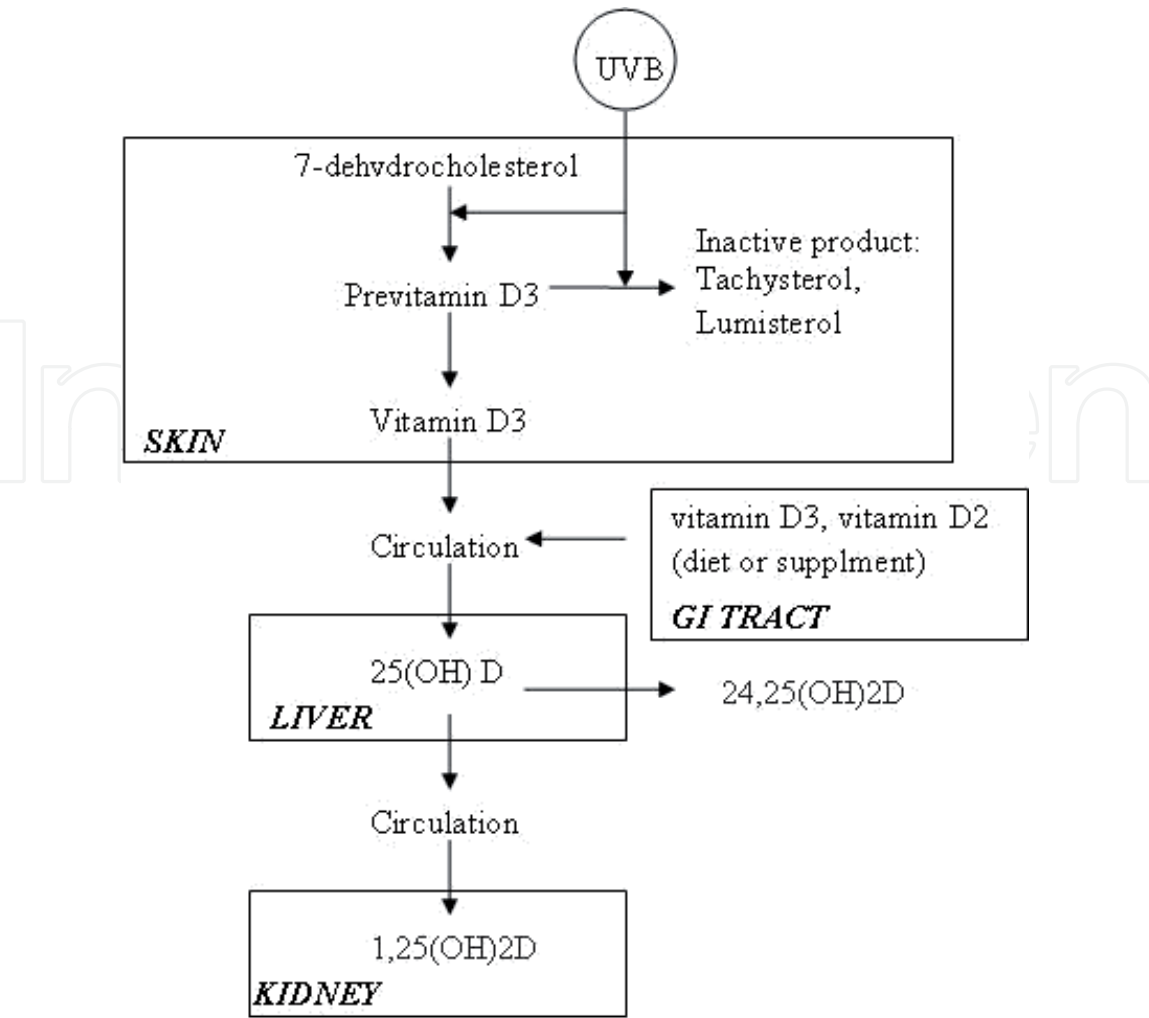 UVB
7-dehvdrocholesterol
Inactive product:
Tachysterol,
Lumisterol
Previtamin D3
Vitamin D3
SKIN
vitamin D3, vitamin D2
(diet or supplment)
GI TRACT
Circulation
25(OH) D
24,25(OH)2D
LIVER
Circulation
1,25(OH)2D
KIDNEY